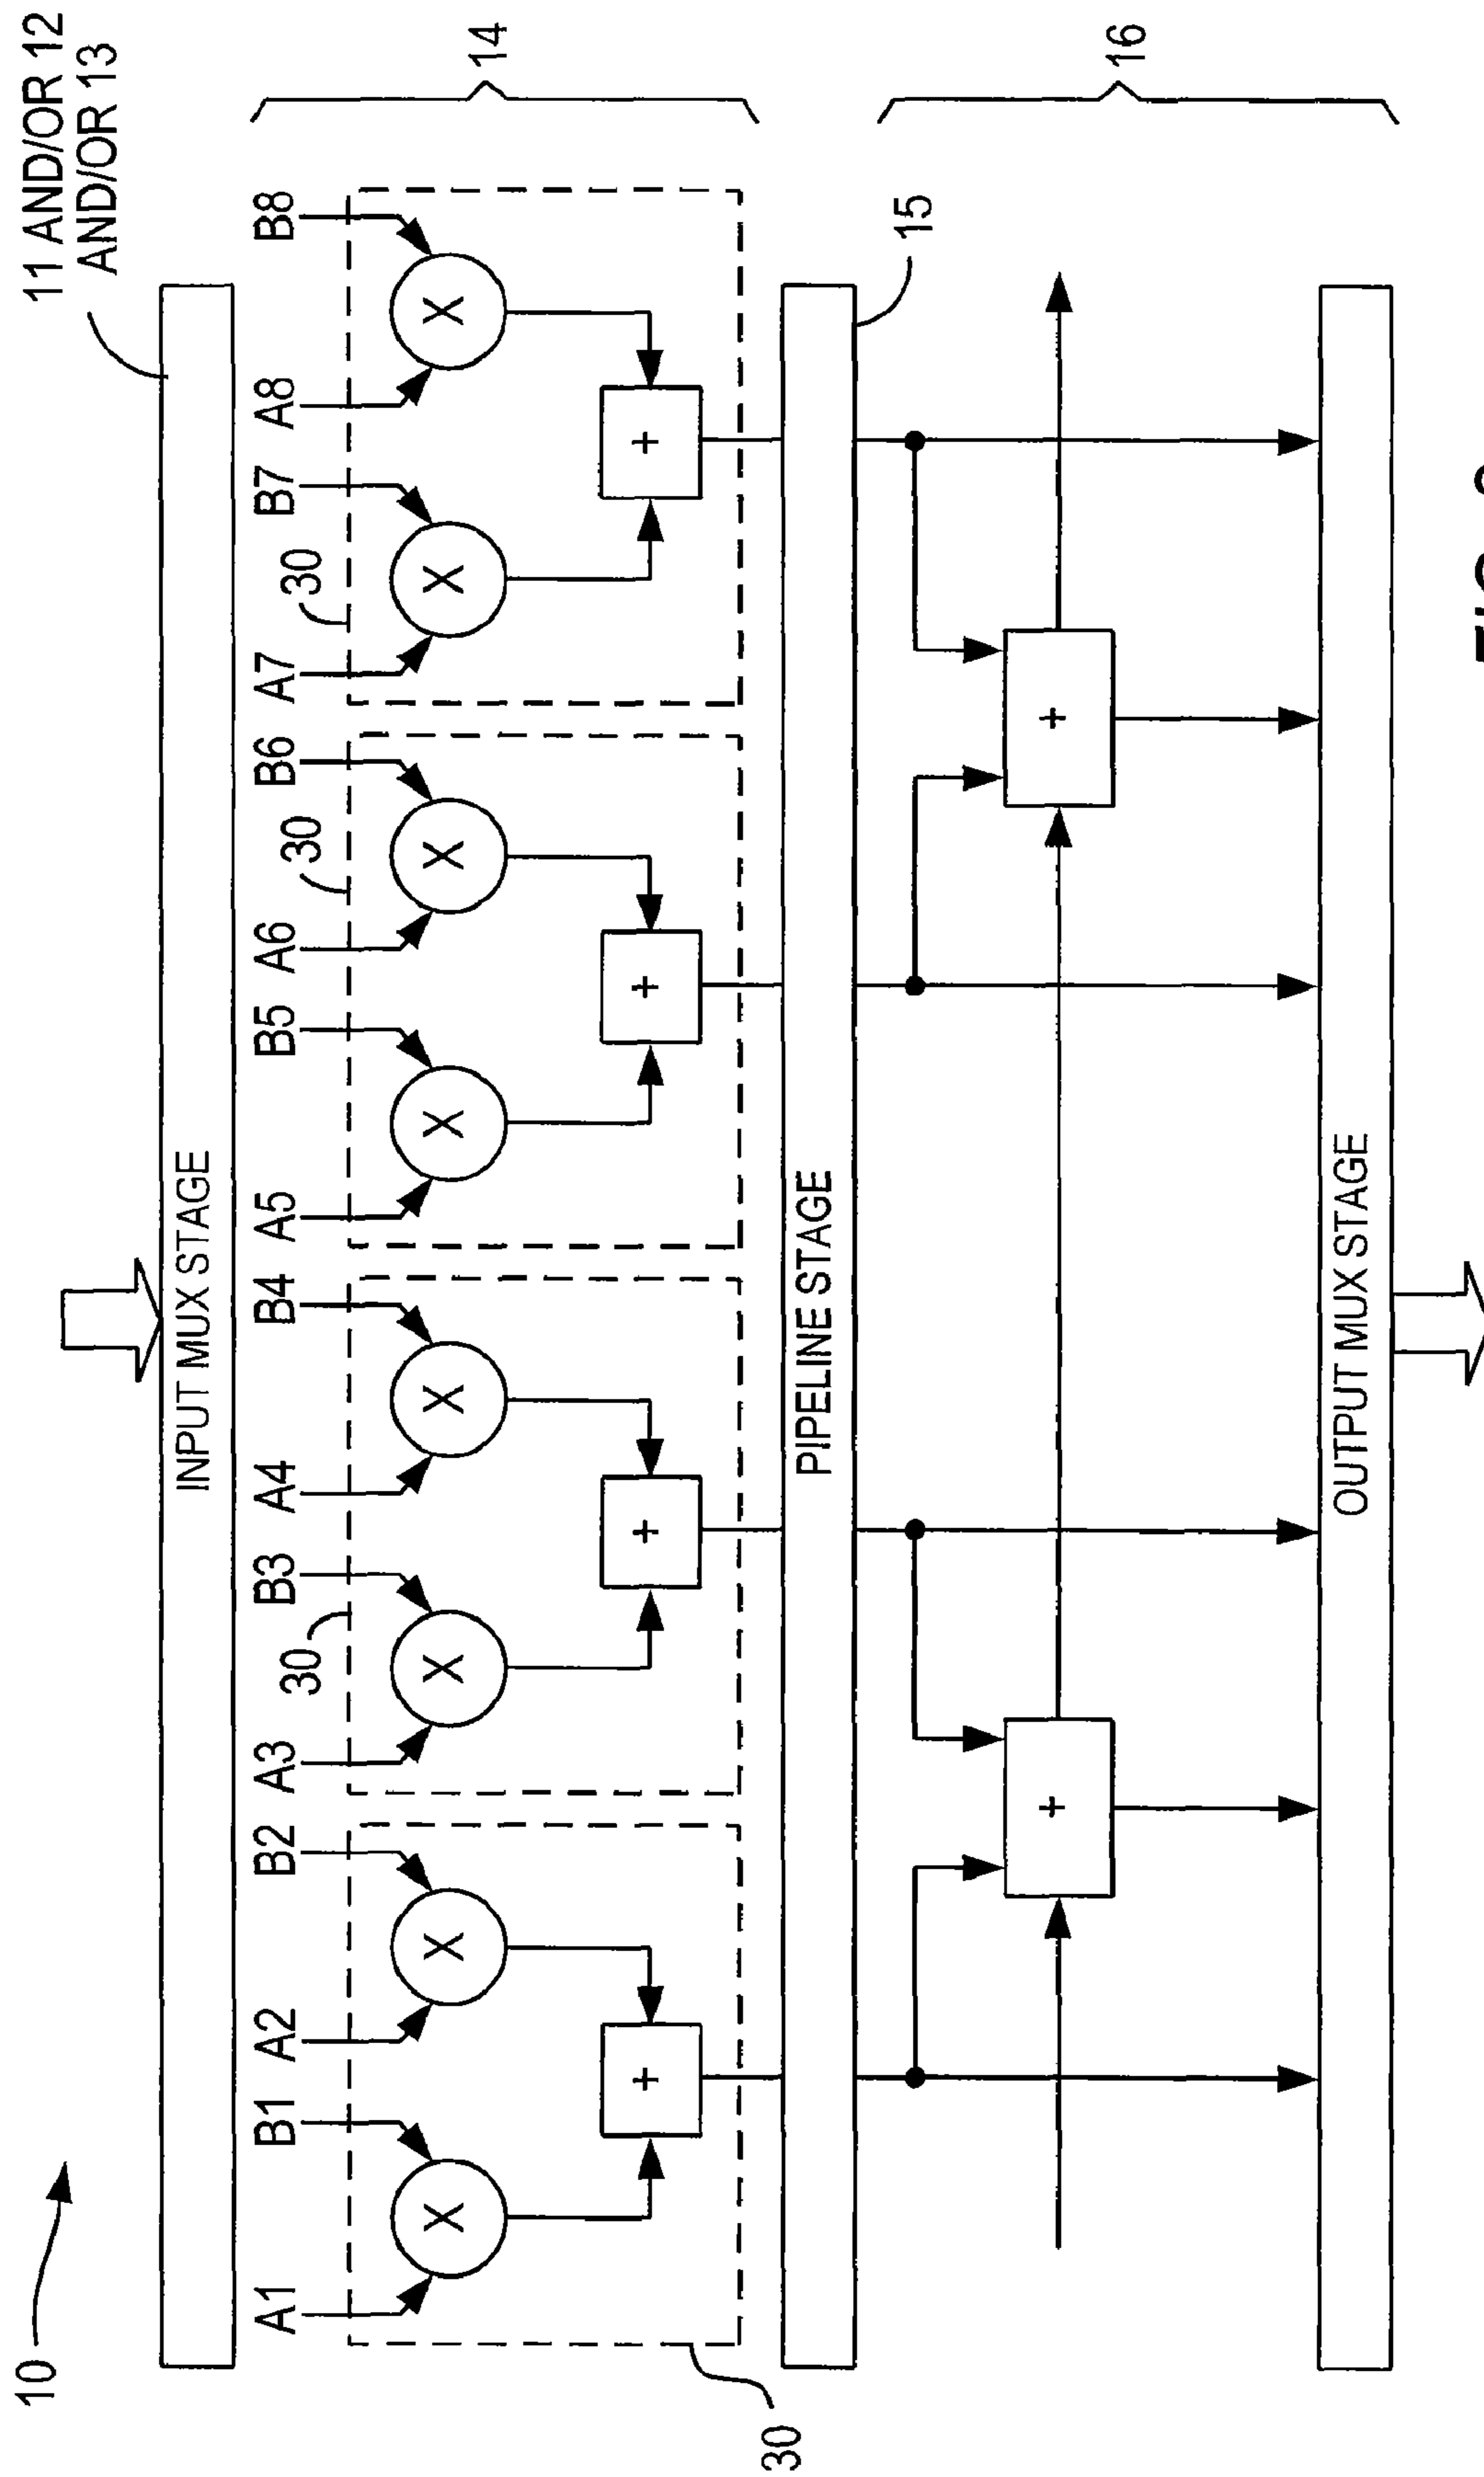 10
11 AND/OR 12
AND/OR 13
INPUT MUX STAGE
A1 B1 A2 B2 A3 B3 A4 B4 A5 B5 A6 B6 A7 B7 A8 B8
30 30 30
X X X X X X X X
14
+ + + +
30
PIPELINE STAGE
15
+ +
16
OUTPUT MUX STAGE